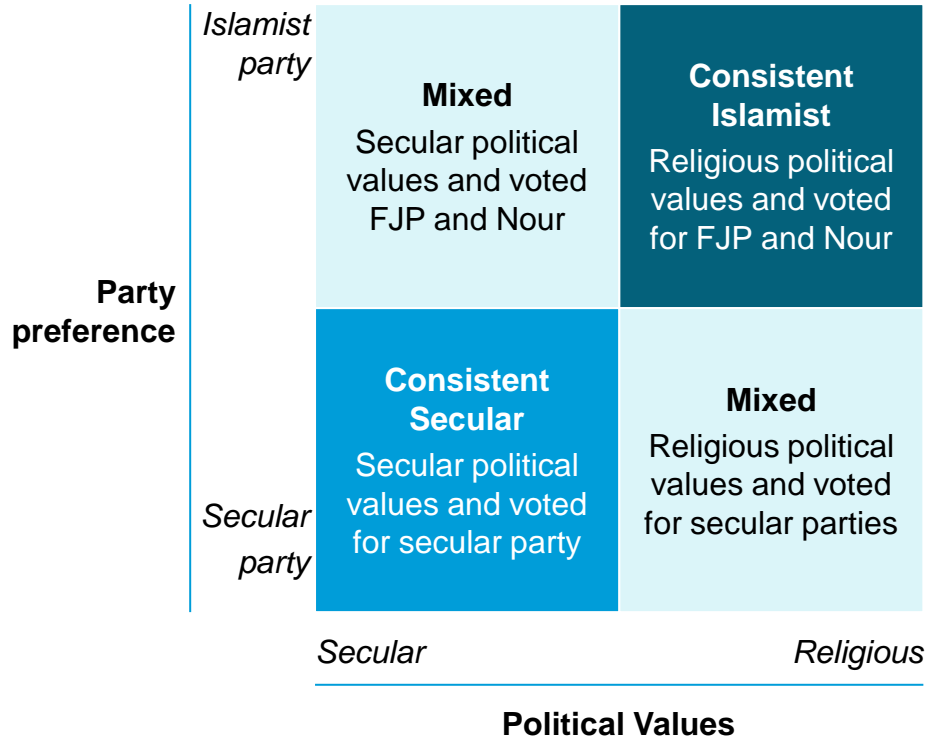 Islamist
party
Mixed
Secular political
values and voted
FJP and Nour
Consistent
Islamist
Religious political
values and voted
for FJP and Nour
Party
preference
Consistent
Secular
Secular political
values and voted
for secular party
Mixed
Religious political
values and voted
for secular parties
Secular
party
Secular
Religious
Political Values